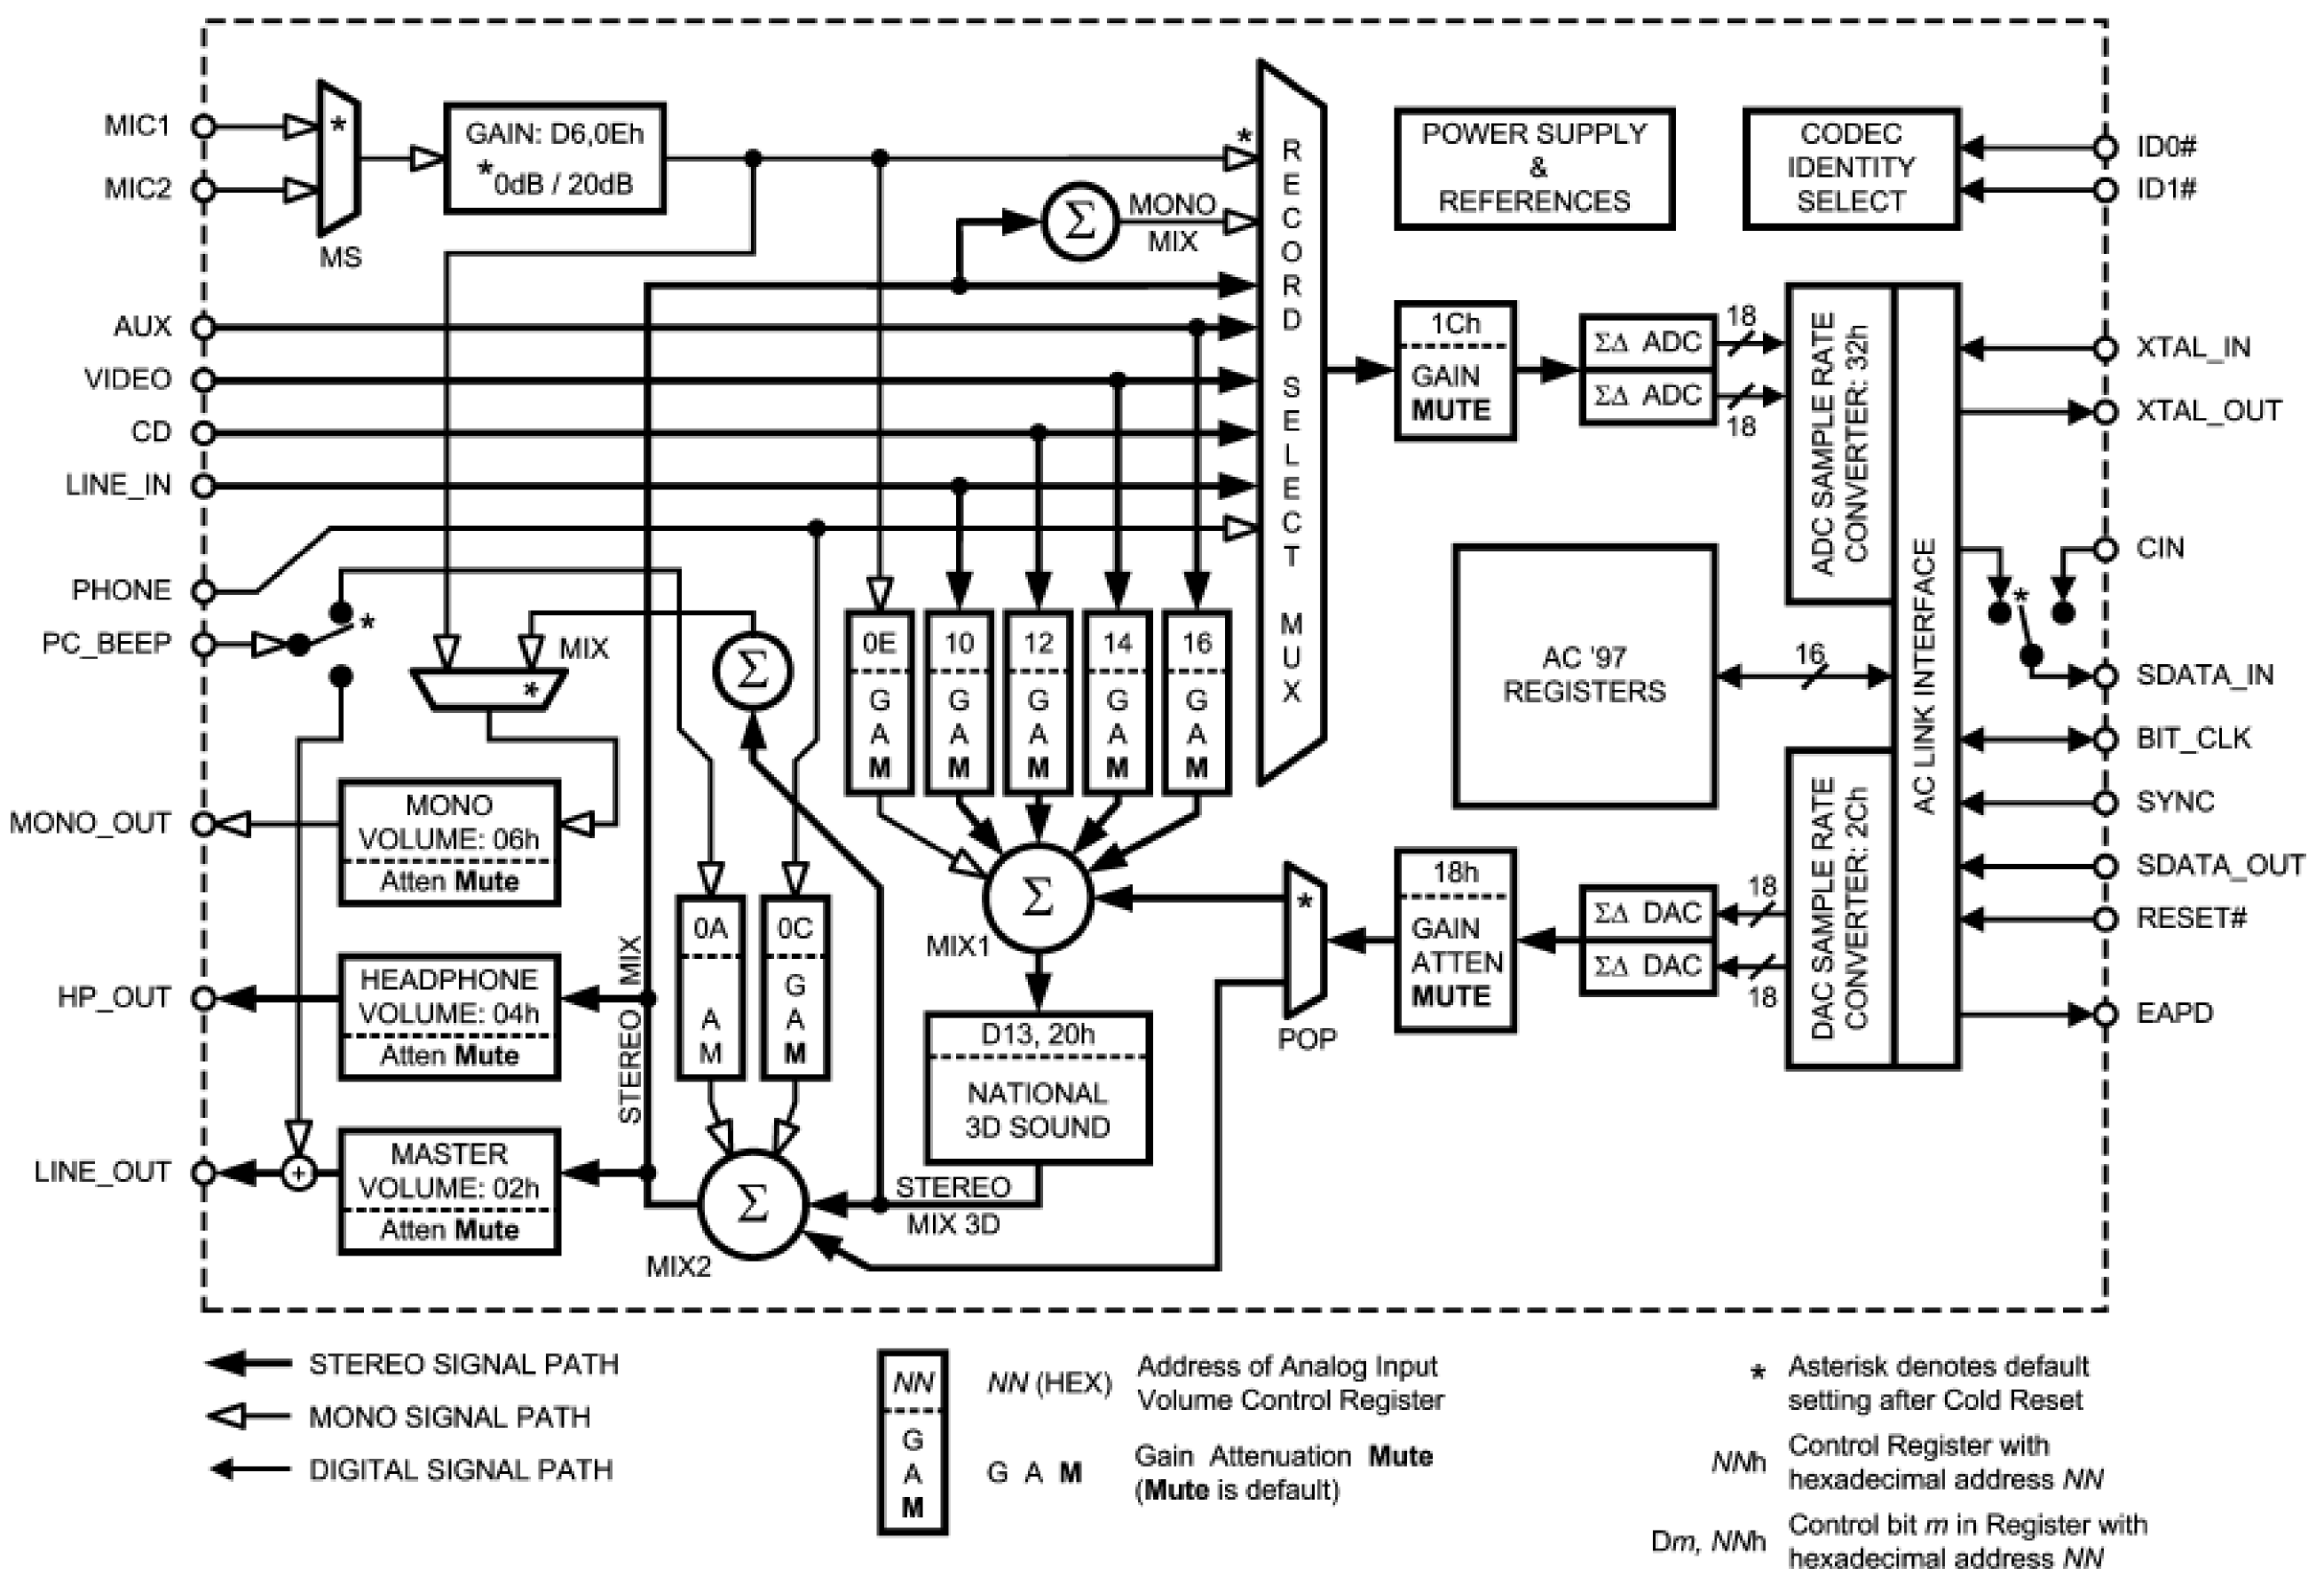 MIC1
MIC2
*
MS
GAIN: D6,0Eh
*0dB / 20dB
*
Σ
MONO
MIX
RECORD SELECT MUX
POWER SUPPLY
&
REFERENCES
CODEC
IDENTITY
SELECT
ID0#
ID1#
AUX
VIDEO
CD
LINE_IN
PHONE
PC_BEEP
*
MIX
*
Σ
1Ch
GAIN
MUTE
ΣΔ ADC
ΣΔ ADC
18
18
ADC SAMPLE RATE
CONVERTER: 32h
AC LINK INTERFACE
XTAL_IN
XTAL_OUT
CIN
*
SDATA_IN
BIT_CLK
SYNC
SDATA_OUT
RESET#
EAPD
AC '97
REGISTERS
16
0E
G
A
M
10
G
A
M
12
G
A
M
14
G
A
M
16
G
A
M
MONO_OUT
MONO
VOLUME: 06h
Atten Mute
HP_OUT
HEADPHONE
VOLUME: 04h
Atten Mute
LINE_OUT
+
MASTER
VOLUME: 02h
Atten Mute
STEREO MIX
0A
A
M
0C
G
A
M
Σ
MIX1
D13, 20h
NATIONAL
3D SOUND
STEREO
MIX 3D
Σ
MIX2
*
POP
18h
GAIN
ATTEN
MUTE
ΣΔ DAC
ΣΔ DAC
18
18
DAC SAMPLE RATE
CONVERTER: 2Ch
STEREO SIGNAL PATH
MONO SIGNAL PATH
DIGITAL SIGNAL PATH
NN
G
A
M
NN (HEX)
Address of Analog Input
Volume Control Register
G A M
Gain Attenuation Mute
(Mute is default)
* Asterisk denotes default
setting after Cold Reset
NNh
Control Register with
hexadecimal address NN
Dm, NNh
Control bit m in Register with
hexadecimal address NN